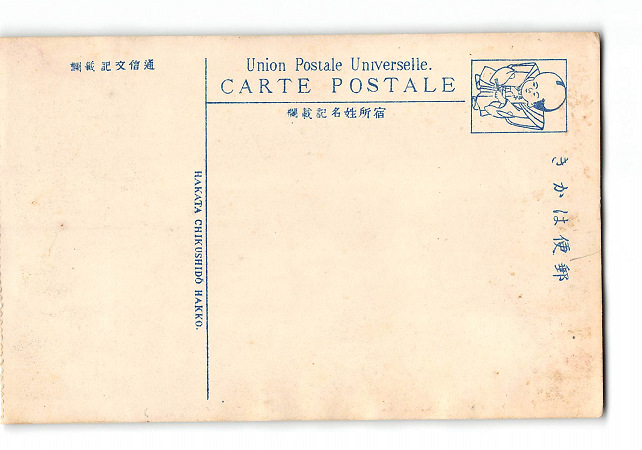 通信文記載欄
Union Postale Universelle.
CARTE POSTALE
宿所姓名記載欄
HAKATA CHIKUSHIDŌ HAKKO.
きかは便郵